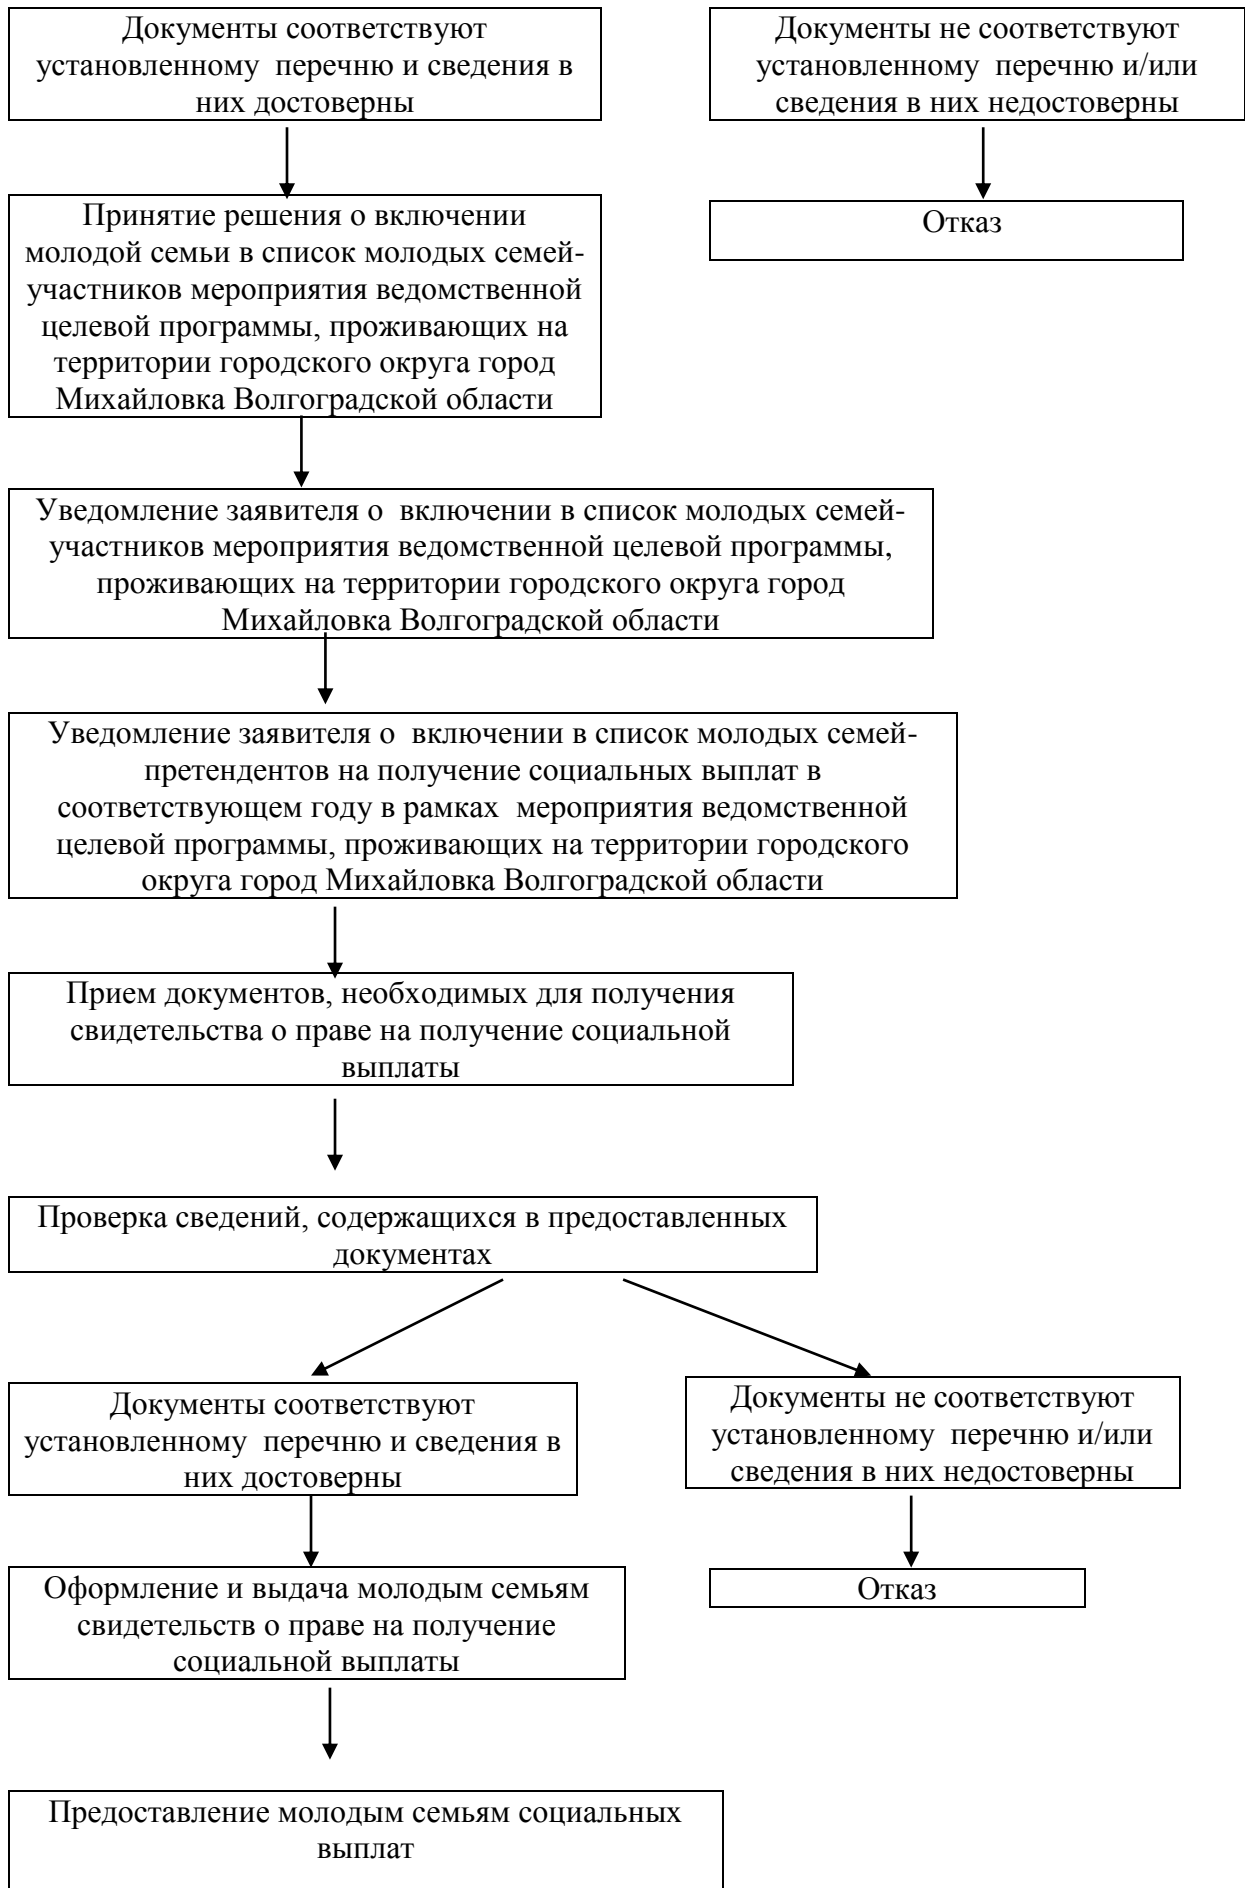 Документы соответствуют
установленному перечню и сведения в
них достоверны
Документы не соответствуют
установленному перечню и/или
сведения в них недостоверны
Принятие решения о включении
молодой семьи в список молодых семей-
участников мероприятия ведомственной
целевой программы, проживающих на
территории городского округа город
Михайловка Волгоградской области
Отказ
Уведомление заявителя о включении в список молодых семей-
участников мероприятия ведомственной целевой программы,
проживающих на территории городского округа город
Михайловка Волгоградской области
Уведомление заявителя о включении в список молодых семей-
претендентов на получение социальных выплат в
соответствующем году в рамках мероприятия ведомственной
целевой программы, проживающих на территории городского
округа город Михайловка Волгоградской области
Прием документов, необходимых для получения
свидетельства о праве на получение социальной
выплаты
Проверка сведений, содержащихся в предоставленных
документах
Документы соответствуют
установленному перечню и сведения в
них достоверны
Документы не соответствуют
установленному перечню и/или
сведения в них недостоверны
Оформление и выдача молодым семьям
свидетельств о праве на получение
социальной выплаты
Отказ
Предоставление молодым семьям социальных
выплат